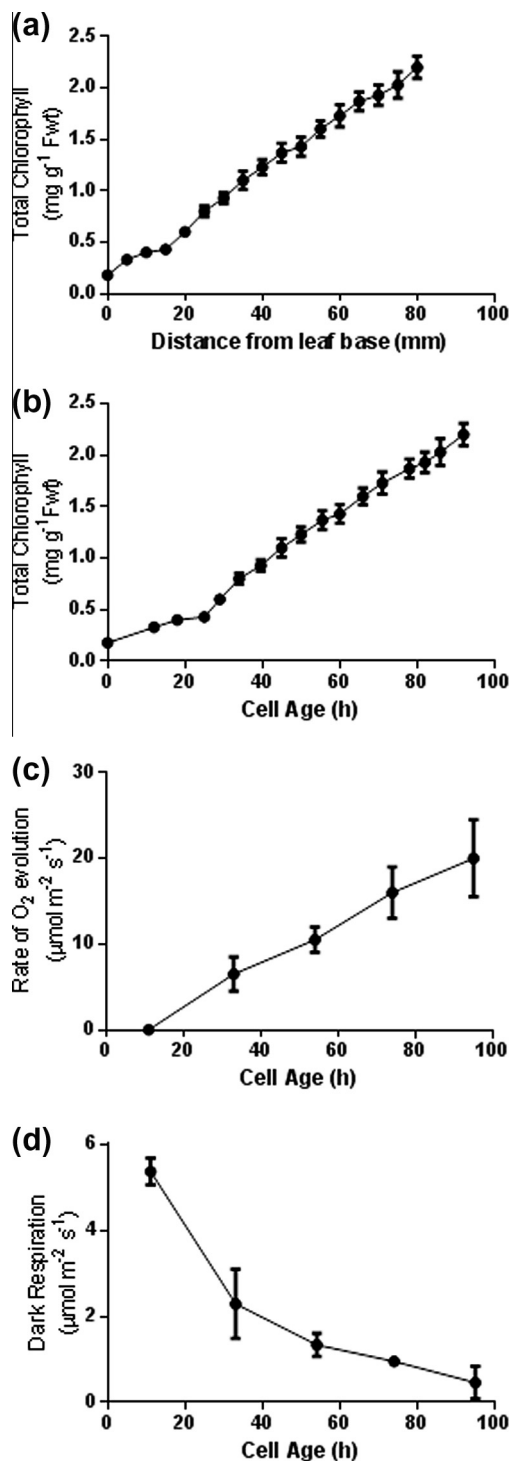 (a)
Total Chlorophyll
(mg g⁻¹ Fwt)
2.5
2.0
1.5
1.0
0.5
0.0
0 20 40 60 80 100
Distance from leaf base (mm)
(b)
Total Chlorophyll
(mg g⁻¹Fwt)
2.5
2.0
1.5
1.0
0.5
0.0
0 20 40 60 80 100
Cell Age (h)
(c)
Rate of O₂ evolution
(µmol m⁻² s⁻¹)
30
20
10
0
0 20 40 60 80 100
Cell Age (h)
(d)
Dark Respiration
(µmol m⁻² s⁻¹)
6
4
2
0
0 20 40 60 80 100
Cell Age (h)